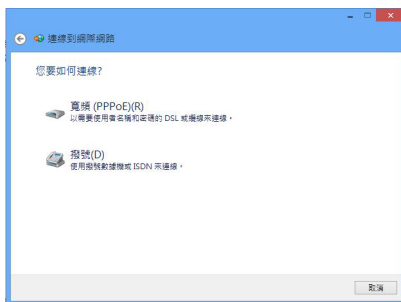 連線到網際網路
您要如何連線?
寬頻 (PPPoE)(R)
以需要使用者名稱和密碼的 DSL 或纜線來連線。
撥號(D)
使用撥號數據機或 ISDN 來連線。
取消